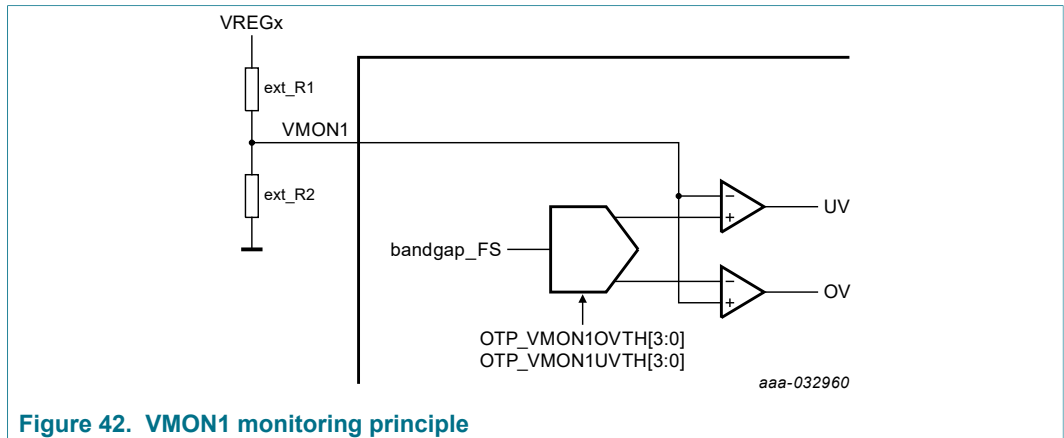 VREGx
ext_R1
VMON1
ext_R2
bandgap_FS
−
+
UV
−
+
OV
OTP_VMON1OVTH[3:0]
OTP_VMON1UVTH[3:0]
aaa-032960
Figure 42. VMON1 monitoring principle